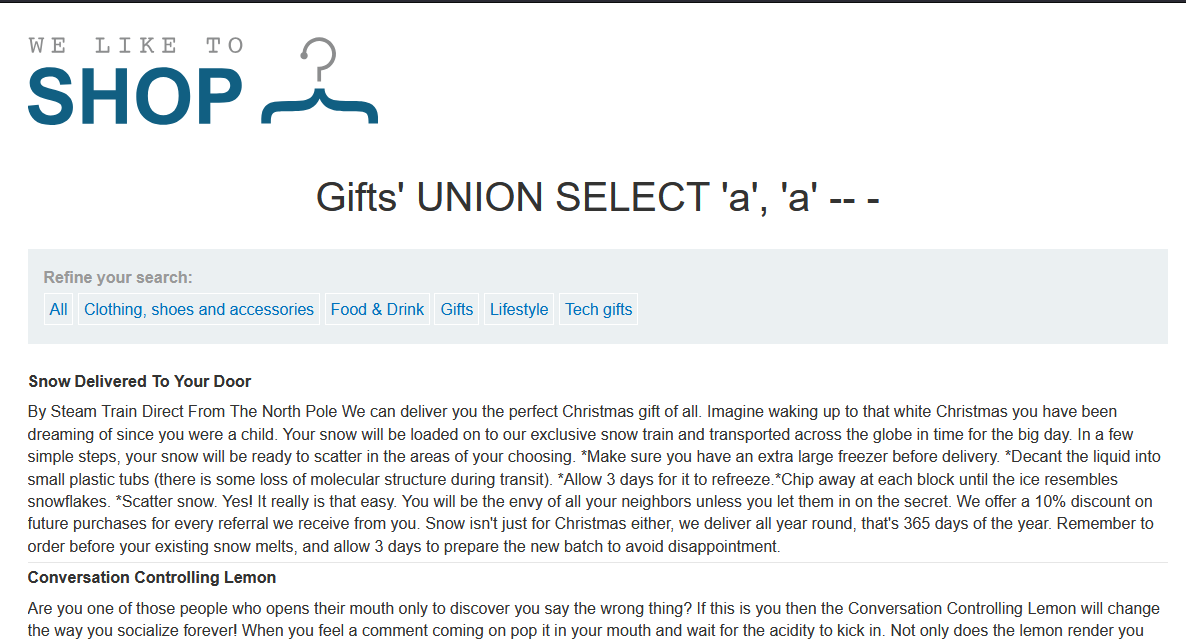 WE LIKE TO
SHOP
Gifts' UNION SELECT 'a', 'a' -- -
Refine your search:
All Clothing, shoes and accessories Food & Drink Gifts Lifestyle Tech gifts
Snow Delivered To Your Door
By Steam Train Direct From The North Pole We can deliver you the perfect Christmas gift of all. Imagine waking up to that white Christmas you have been
dreaming of since you were a child. Your snow will be loaded on to our exclusive snow train and transported across the globe in time for the big day. In a few
simple steps, your snow will be ready to scatter in the areas of your choosing. *Make sure you have an extra large freezer before delivery. *Decant the liquid into
small plastic tubs (there is some loss of molecular structure during transit). *Allow 3 days for it to refreeze.*Chip away at each block until the ice resembles
snowflakes. *Scatter snow. Yes! It really is that easy. You will be the envy of all your neighbors unless you let them in on the secret. We offer a 10% discount on
future purchases for every referral we receive from you. Snow isn't just for Christmas either, we deliver all year round, that's 365 days of the year. Remember to
order before your existing snow melts, and allow 3 days to prepare the new batch to avoid disappointment.
Conversation Controlling Lemon
Are you one of those people who opens their mouth only to discover you say the wrong thing? If this is you then the Conversation Controlling Lemon will change
the way you socialize forever! When you feel a comment coming on pop it in your mouth and wait for the acidity to kick in. Not only does the lemon render you